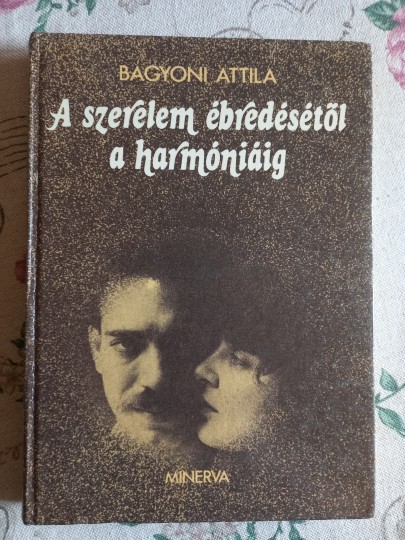 BAGYONI ATTILA
A szerelem ébredésétől
a harmóniáig
MINERVA